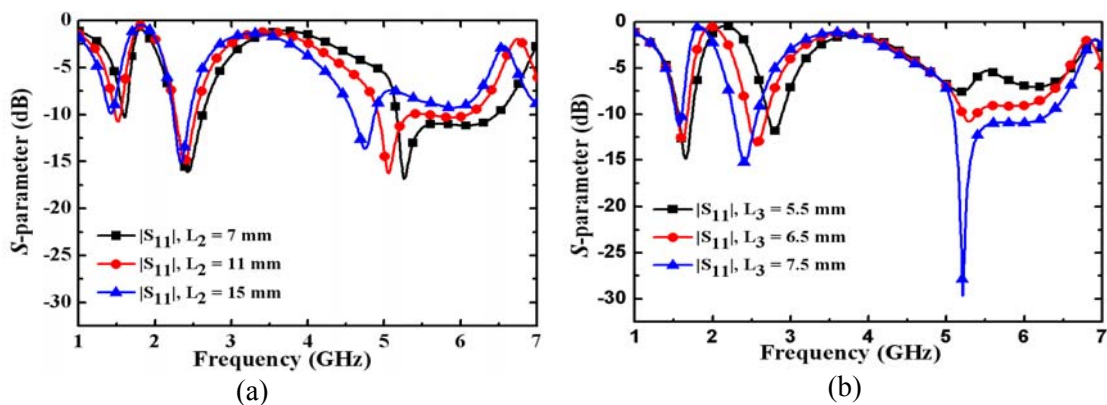 (a)
0
-5
-10
-15
-20
-25
-30
S-parameter (dB)
|S11|, L2 = 7 mm
|S11|, L2 = 11 mm
|S11|, L2 = 15 mm
1 2 3 4 5 6 7
Frequency (GHz)
(a)
(b)
0
-5
-10
-15
-20
-25
-30
S-parameter (dB)
|S11|, L3 = 5.5 mm
|S11|, L3 = 6.5 mm
|S11|, L3 = 7.5 mm
1 2 3 4 5 6 7
Frequency (GHz)
(b)